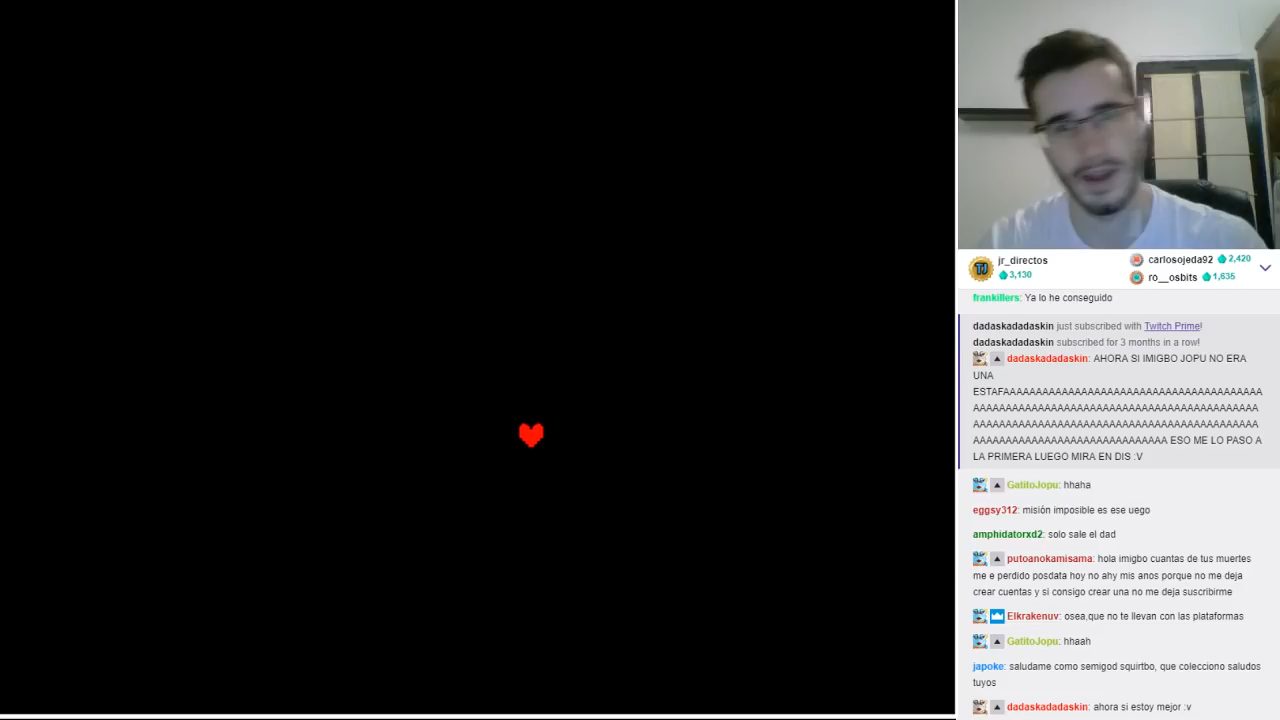 jr_directos
3,130
carlosojeda92 2,420
ro__osbits 1,635
frankillers: Ya lo he conseguido
dadaskadadaskin just subscribed with Twitch Prime!
dadaskadadaskin subscribed for 3 months in a row!
dadaskadadaskin: AHORA SI IMIGBO JOPU NO ERA
UNA
ESTAFAAAAAAAAAAAAAAAAAAAAAAAAAAAAAAAAAAAAAAAA
AAAAAAAAAAAAAAAAAAAAAAAAAAAAAAAAAAAAAAAAAAAA
AAAAAAAAAAAAAAAAAAAAAAAAAAAAAAAAAAAAAAAAAAAA
AAAAAAAAAAAAAAAAAAAAAAAAAAAAAA ESO ME LO PASO A
LA PRIMERA LUEGO MIRA EN DIS :V
GatitoJopu: hhaha
eggsy312: misión imposible es ese uego
amphidatorxd2: solo sale el dad
putoanokamisama: hola imigbo cuantas de tus muertes
me e perdido posdata hoy no ahy mis anos porque no me deja
crear cuentas y si consigo crear una no me deja suscribirme
Elkrakenuv: osea,que no te llevan con las plataformas
GatitoJopu: hhaah
japoke: saludame como semigod squirtbo, que colecciono saludos
tuyos
dadaskadadaskin: ahora si estoy mejor :v